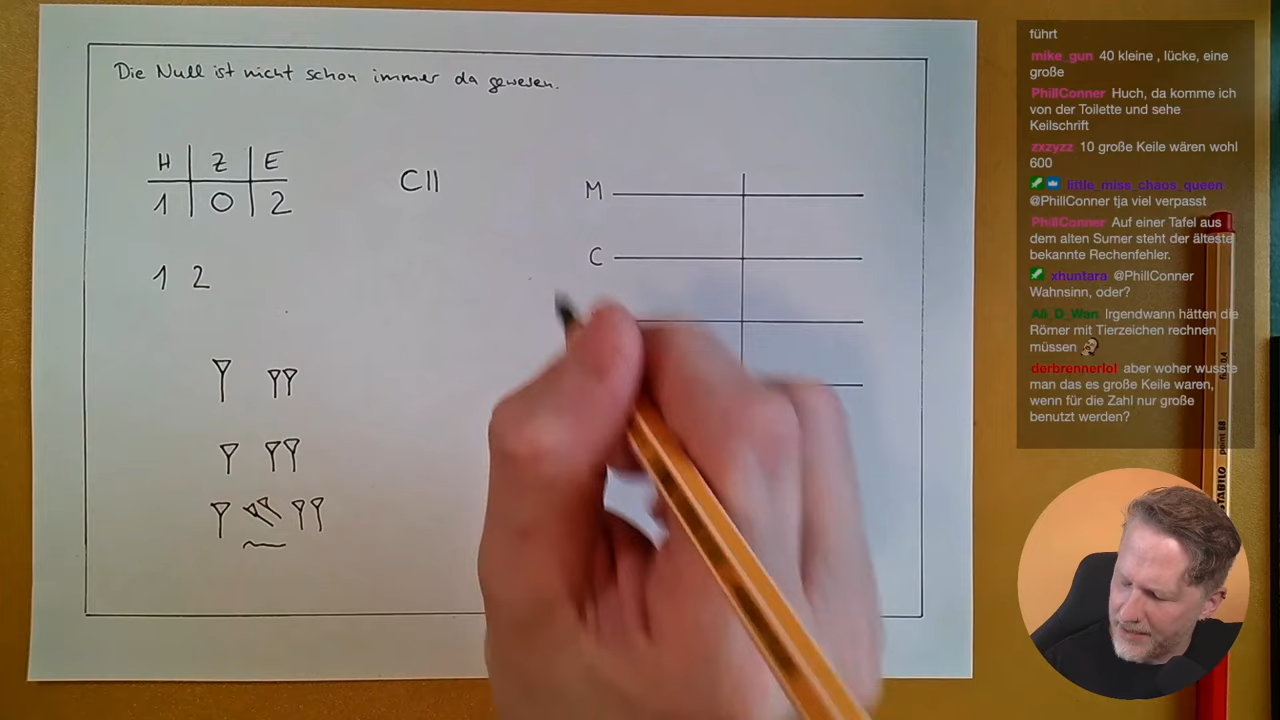 Die Null ist nicht schon immer da gewesen.
H Z E
1 0 2
1 2
CII
M
C
führt
mike_gun 40 kleine , lücke, eine
große
PhillConner Huch, da komme ich
von der Toilette und sehe
Keilschrift
zxzyzz 10 große Keile wären wohl
600
little_miss_chaos_queen
@PhillConner tja viel verpasst
PhillConner Auf einer Tafel aus
dem alten Sumer steht der älteste
bekannte Rechenfehler.
xhuntara @PhillConner
Wahnsinn, oder?
Ali_D_Wan Irgendwann hätten die
Römer mit Tierzeichen rechnen
müssen
derbrennerlol aber woher wusste
man das es große Keile waren,
wenn für die Zahl nur große
benutzt werden?
STABILO
point 88